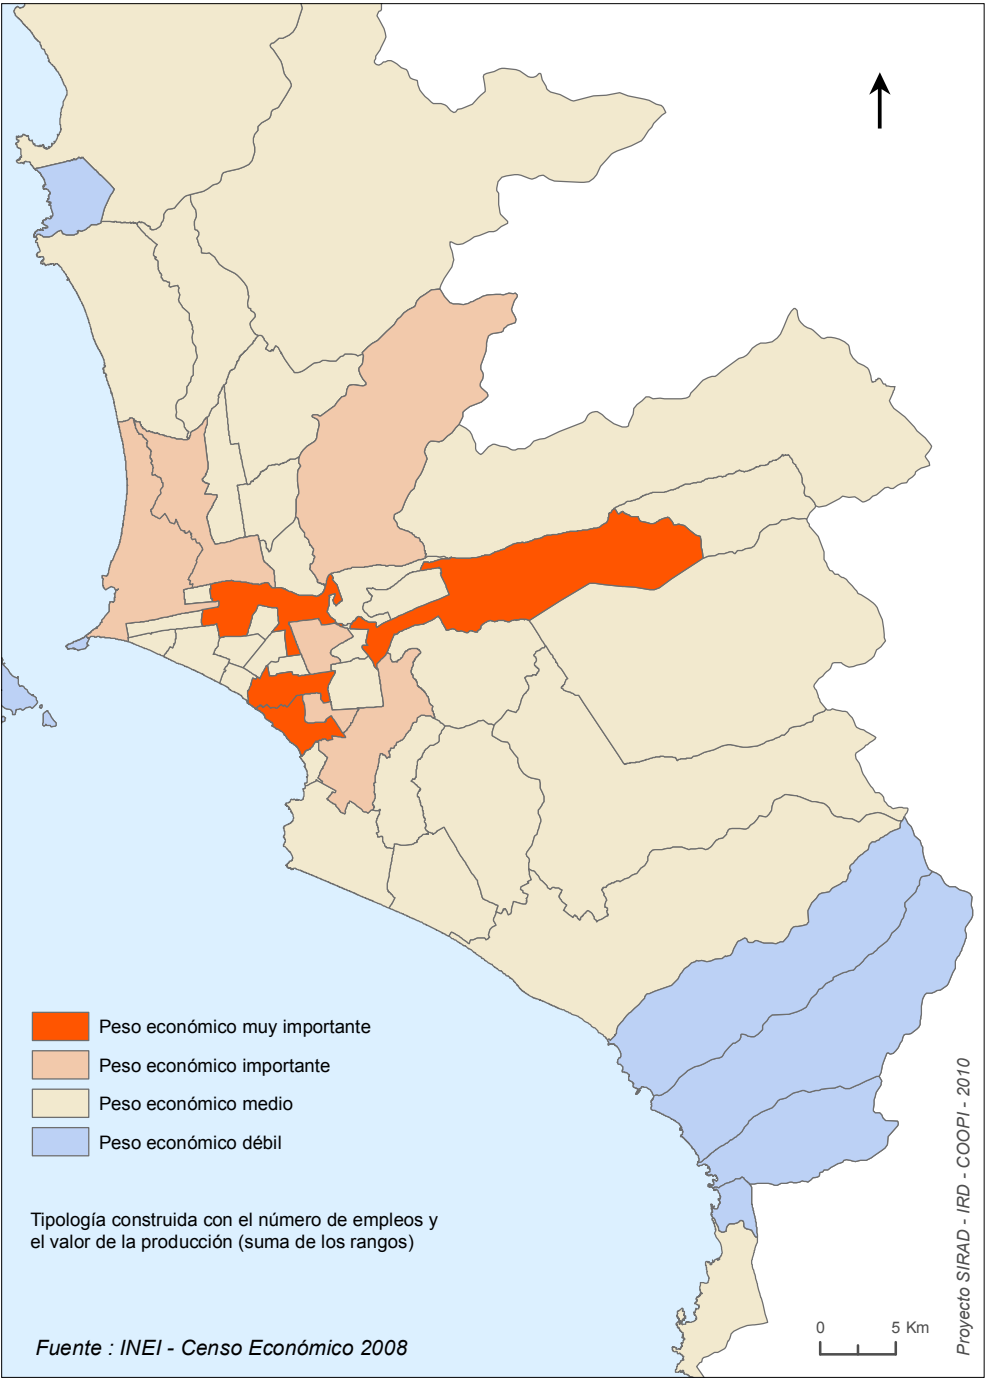 Peso económico muy importante
Peso económico importante
Peso económico medio
Peso económico débil
Tipología construida con el número de empleos y
el valor de la producción (suma de los rangos)
Fuente : INEI - Censo Económico 2008
0 5 Km
Proyecto SIRAD - IRD - COOPI - 2010